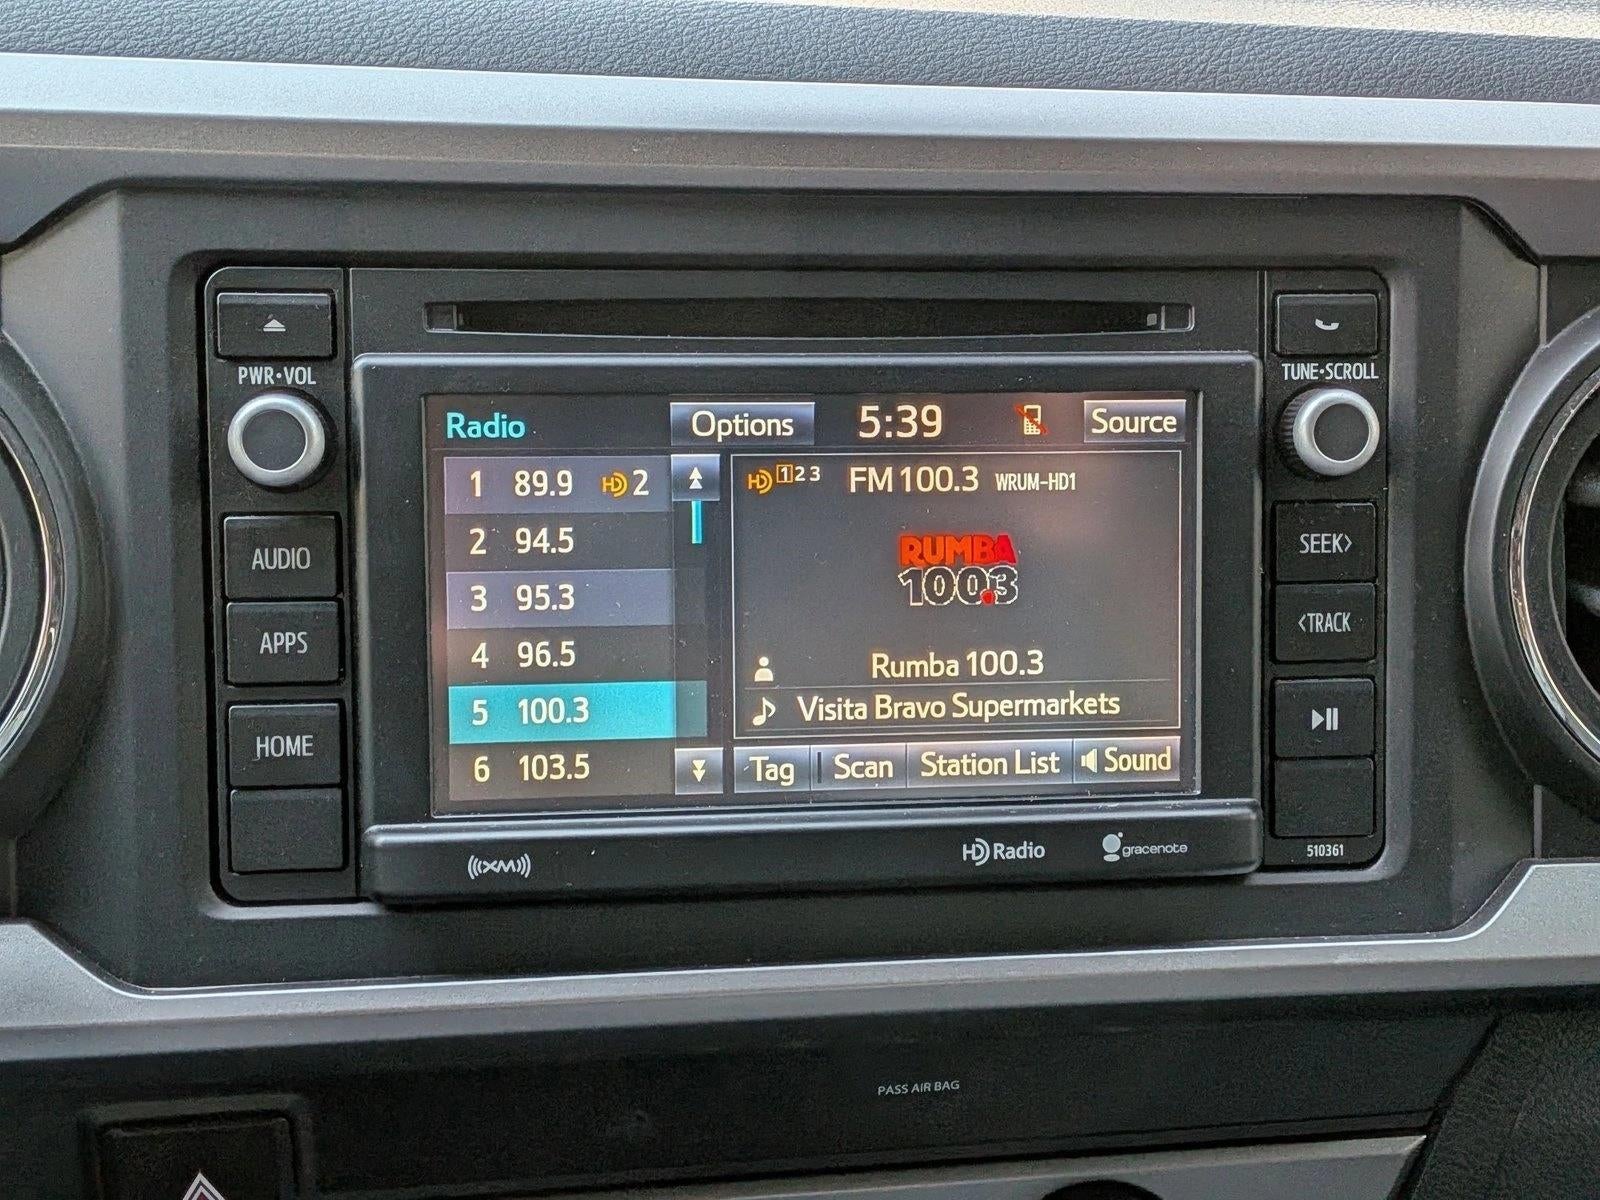 PWR•VOL
TUNE•SCROLL
Radio Options 5:39 Source
1 89.9 HD 2
2 94.5
3 95.3
4 96.5
5 100.3
6 103.5
HD 1 2 3 FM 100.3 WRUM-HD1
RUMBA
100.3
Rumba 100.3
Visita Bravo Supermarkets
Tag Scan Station List Sound
AUDIO
APPS
HOME
SEEK>
<TRACK
((XM))
HD Radio
gracenote
510361
PASS AIR BAG